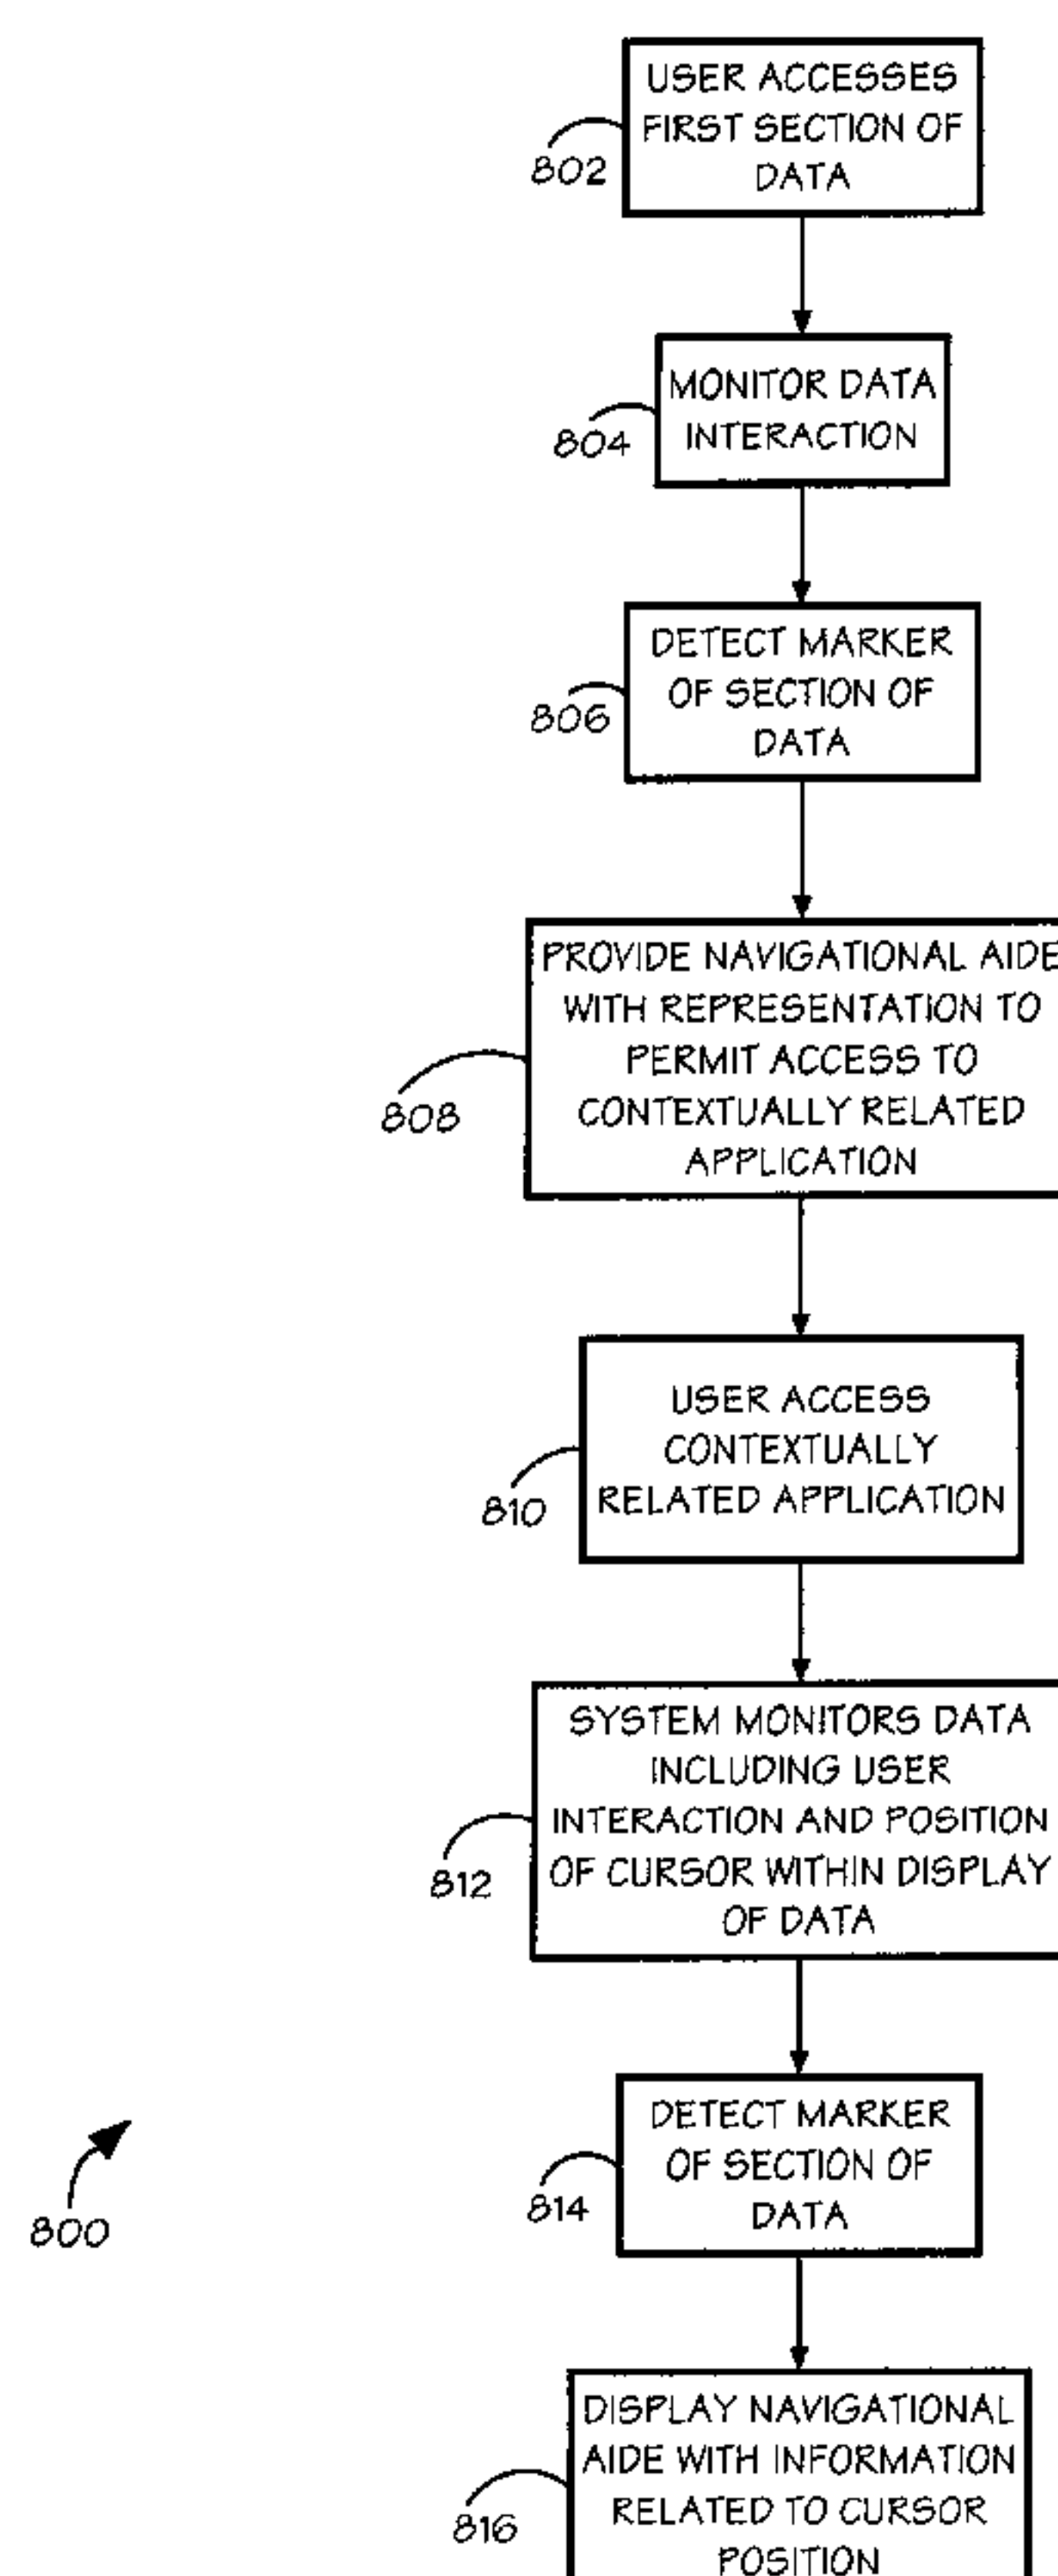 USER ACCESSES
FIRST SECTION OF
DATA
802
MONITOR DATA
INTERACTION
804
DETECT MARKER
OF SECTION OF
DATA
806
PROVIDE NAVIGATIONAL AIDE
WITH REPRESENTATION TO
PERMIT ACCESS TO
CONTEXTUALLY RELATED
APPLICATION
808
USER ACCESS
CONTEXTUALLY
RELATED APPLICATION
810
SYSTEM MONITORS DATA
INCLUDING USER
INTERACTION AND POSITION
OF CURSOR WITHIN DISPLAY
OF DATA
812
DETECT MARKER
OF SECTION OF
DATA
814
800
DISPLAY NAVIGATIONAL
AIDE WITH INFORMATION
RELATED TO CURSOR
POSITION
816